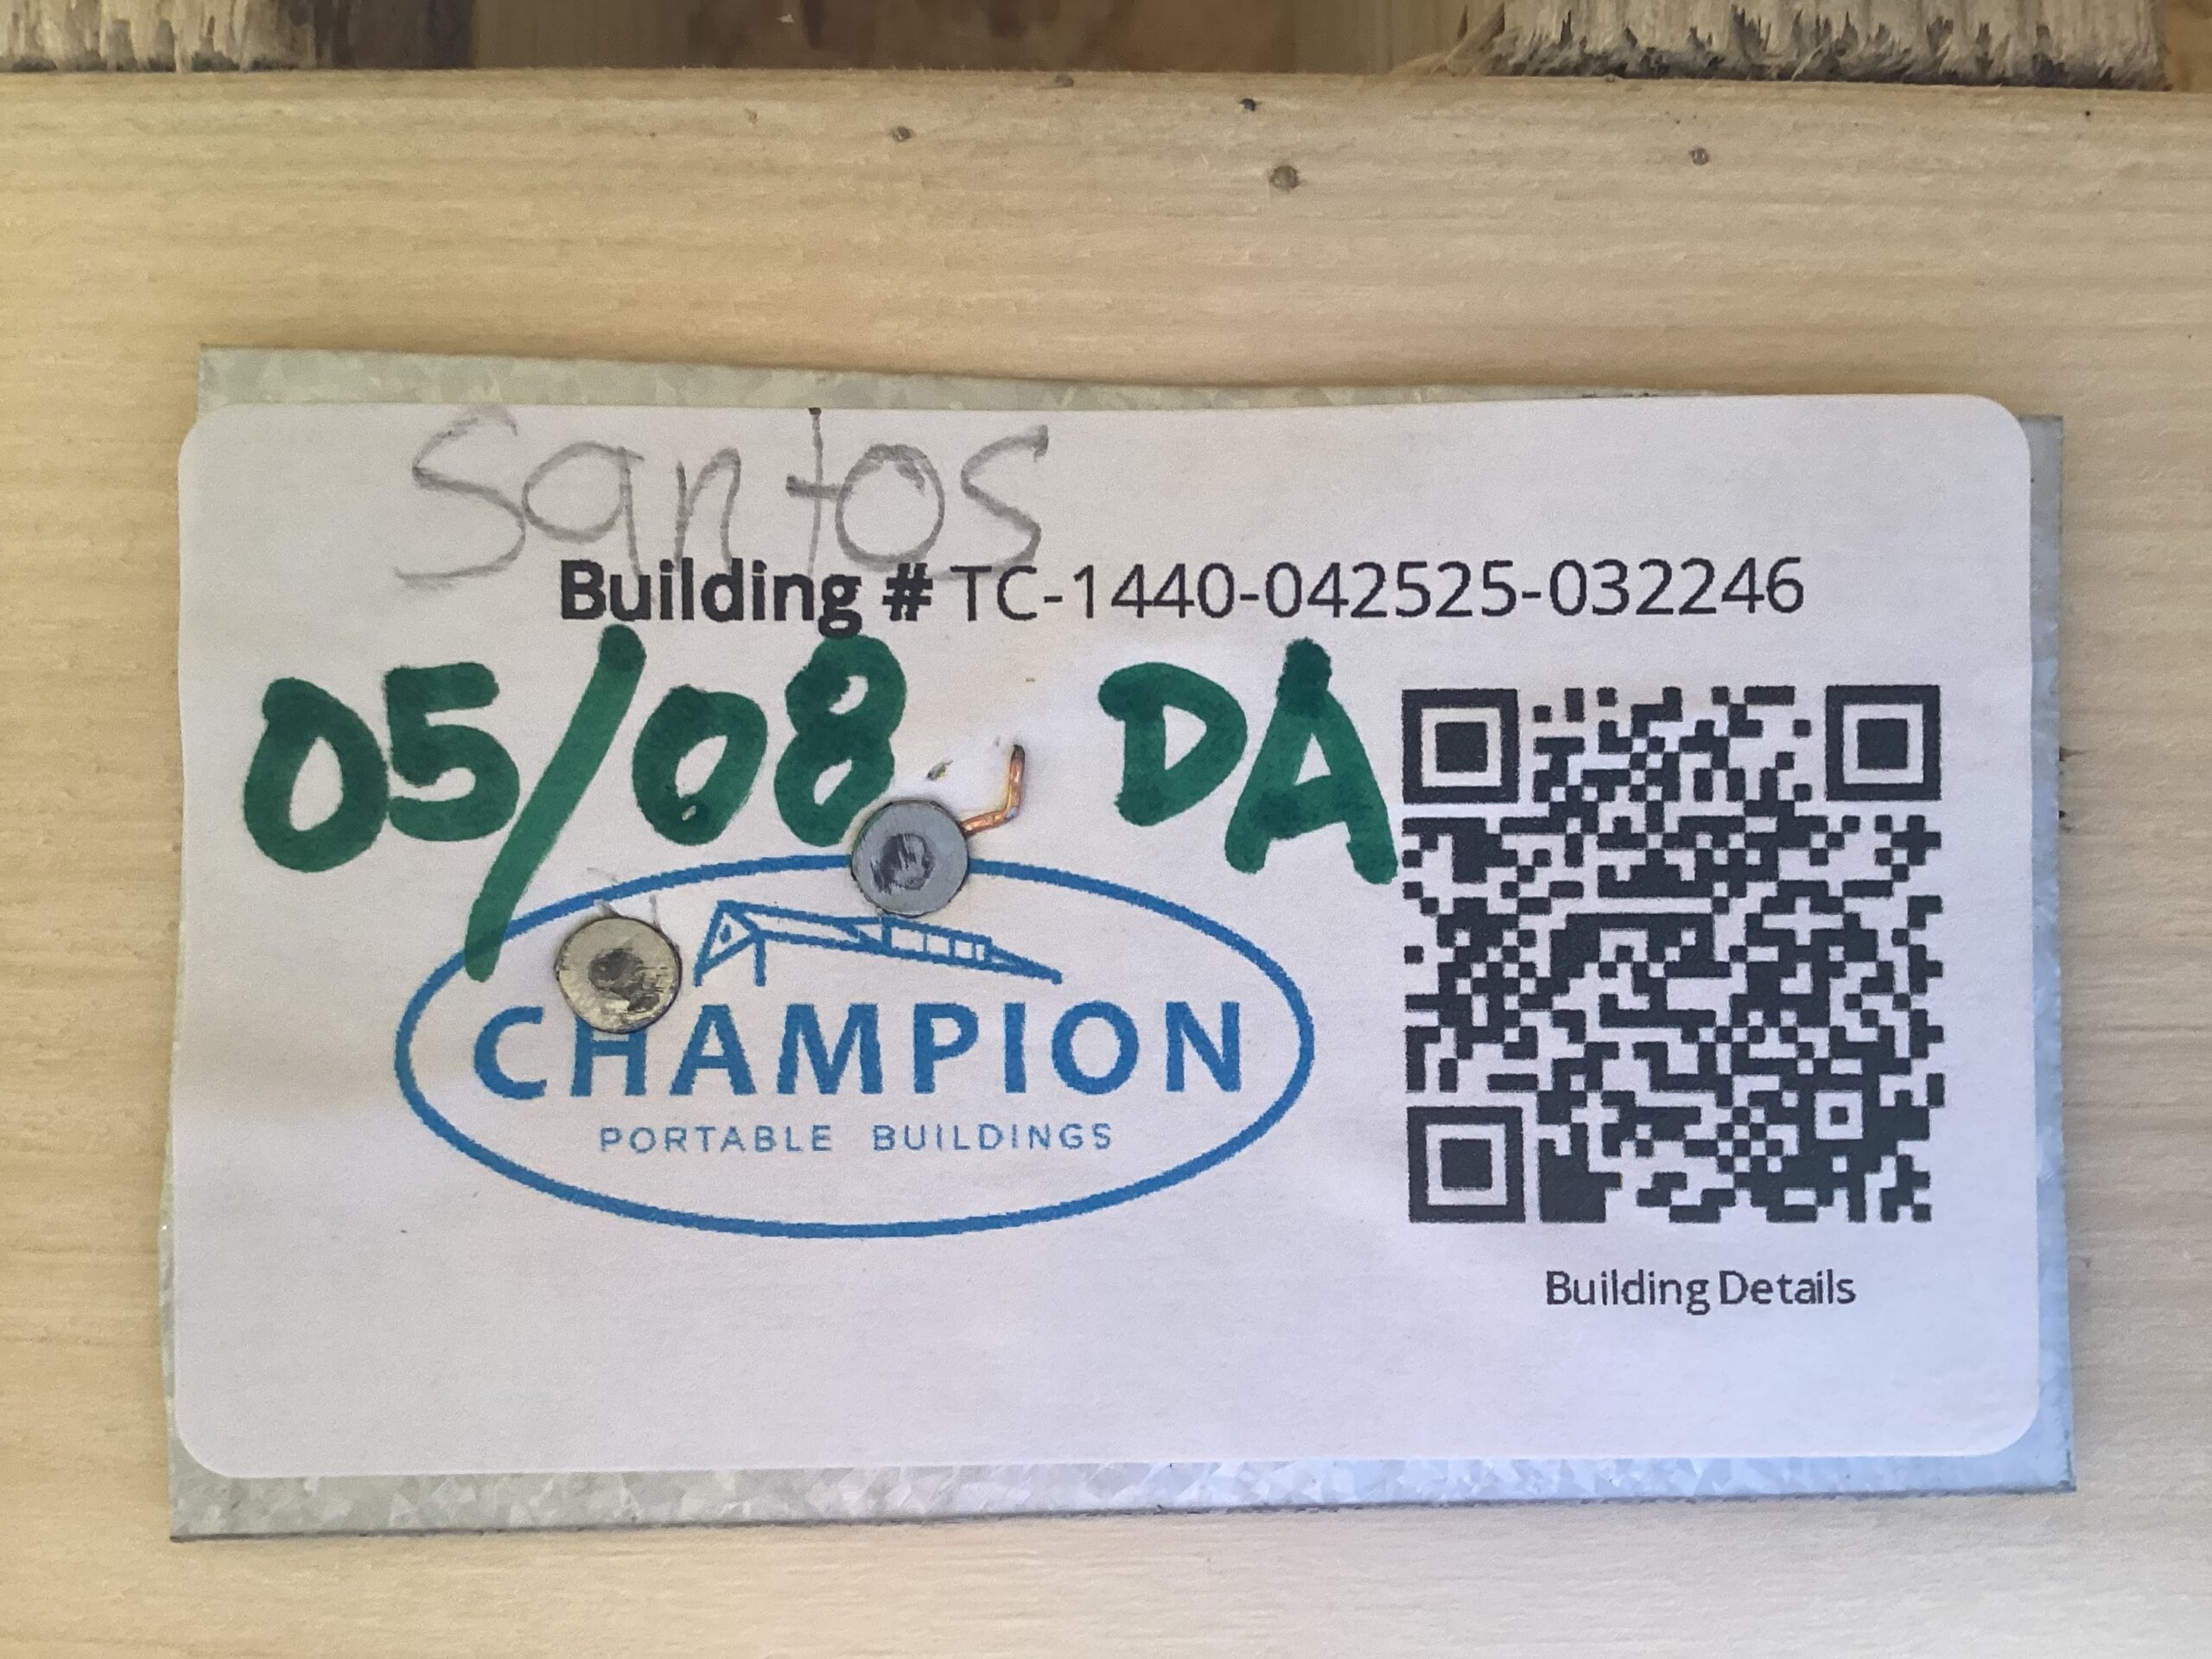 Santos
Building # TC-1440-042525-032246
05/08 DA
CHAMPION
PORTABLE BUILDINGS
Building Details